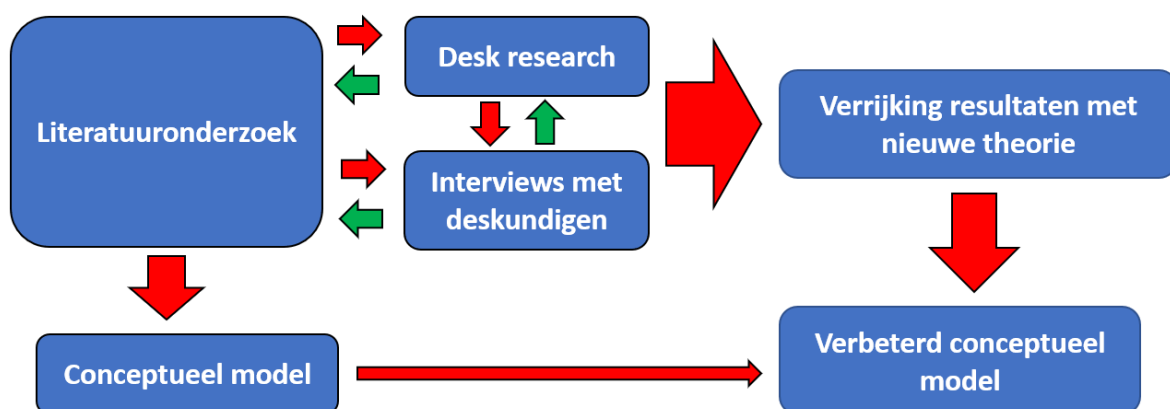 Literatuuronderzoek
Desk research
Interviews met
deskundigen
Verrijking resultaten met
nieuwe theorie
Conceptueel model
Verbeterd conceptueel
model